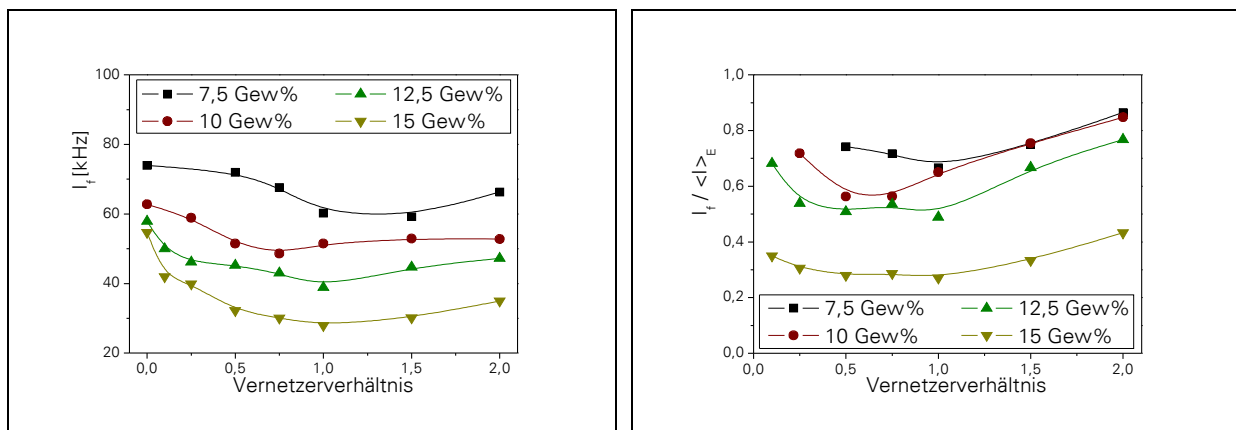 100
80
60
40
20
I_f [kHz]
7,5 Gew%
12,5 Gew%
10 Gew%
15 Gew%
0,0
0,5
1,0
1,5
2,0
Vernetzerverhältnis
1,0
0,8
0,6
0,4
0,2
0,0
I_f / <I>_E
7,5 Gew%
12,5 Gew%
10 Gew%
15 Gew%
0,0
0,5
1,0
1,5
2,0
Vernetzerverhältnis